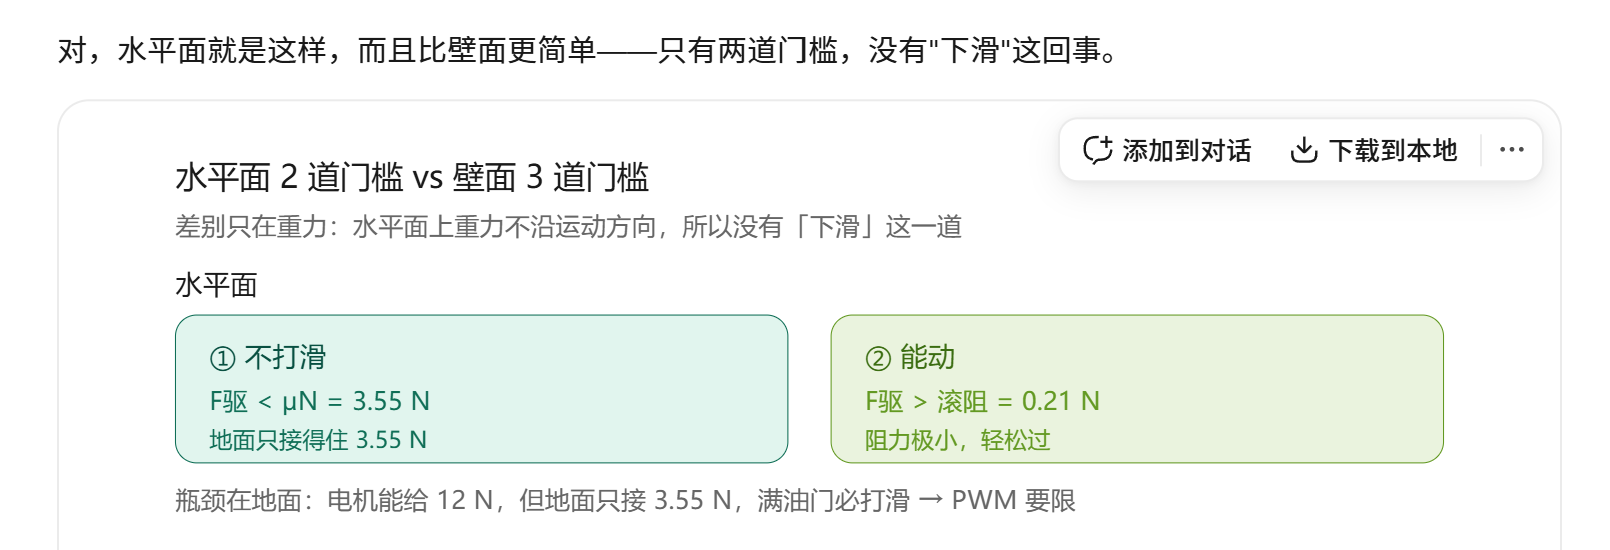 对，水平面就是这样，而且比壁面更简单——只有两道门槛，没有"下滑"这回事。
添加到对话 下载到本地 ···
水平面 2 道门槛 vs 壁面 3 道门槛
差别只在重力：水平面上重力不沿运动方向，所以没有「下滑」这一道
水平面
① 不打滑
F驱 < μN = 3.55 N
地面只接得住 3.55 N
② 能动
F驱 > 滚阻 = 0.21 N
阻力极小，轻松过
瓶颈在地面：电机能给 12 N，但地面只接 3.55 N，满油门必打滑 → PWM 要限